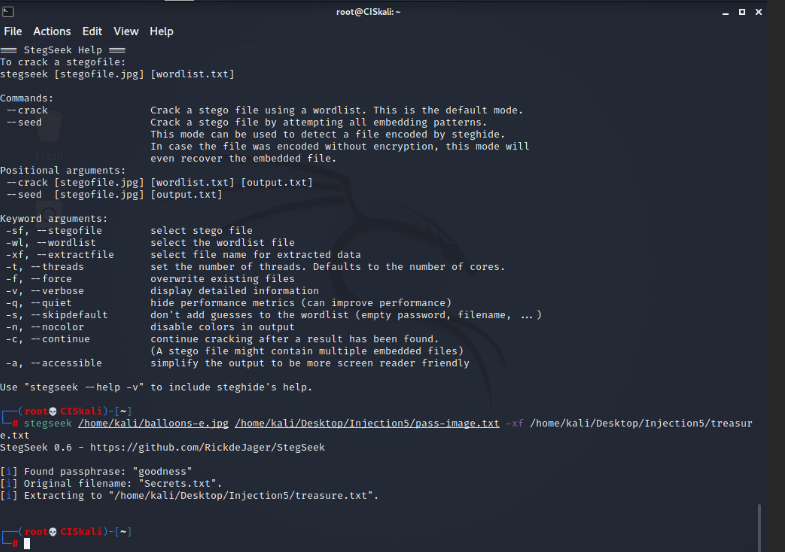 root@CISkali: ~
File Actions Edit View Help
══ StegSeek Help ══
To crack a stegofile:
stegseek [stegofile.jpg] [wordlist.txt]
Commands:
--crack Crack a stego file using a wordlist. This is the default mode.
--seed Crack a stego file by attempting all embedding patterns.
This mode can be used to detect a file encoded by steghide.
In case the file was encoded without encryption, this mode will
even recover the embedded file.
Positional arguments:
--crack [stegofile.jpg] [wordlist.txt] [output.txt]
--seed [stegofile.jpg] [output.txt]
Keyword arguments:
-sf, --stegofile select stego file
-wl, --wordlist select the wordlist file
-xf, --extractfile select file name for extracted data
-t, --threads set the number of threads. Defaults to the number of cores.
-f, --force overwrite existing files
-v, --verbose display detailed information
-q, --quiet hide performance metrics (can improve performance)
-s, --skipdefault don't add guesses to the wordlist (empty password, filename, ...)
-n, --nocolor disable colors in output
-c, --continue continue cracking after a result has been found.
(A stego file might contain multiple embedded files)
-a, --accessible simplify the output to be more screen reader friendly
Use "stegseek --help -v" to include steghide's help.
┌──(root💀CISkali)-[~]
└─# stegseek /home/kali/balloons-e.jpg /home/kali/Desktop/Injection5/pass-image.txt -xf /home/kali/Desktop/Injection5/treasur
e.txt
StegSeek 0.6 - https://github.com/RickdeJager/StegSeek
[i] Found passphrase: "goodness"
[i] Original filename: "Secrets.txt".
[i] Extracting to "/home/kali/Desktop/Injection5/treasure.txt".
┌──(root💀CISkali)-[~]
└─#